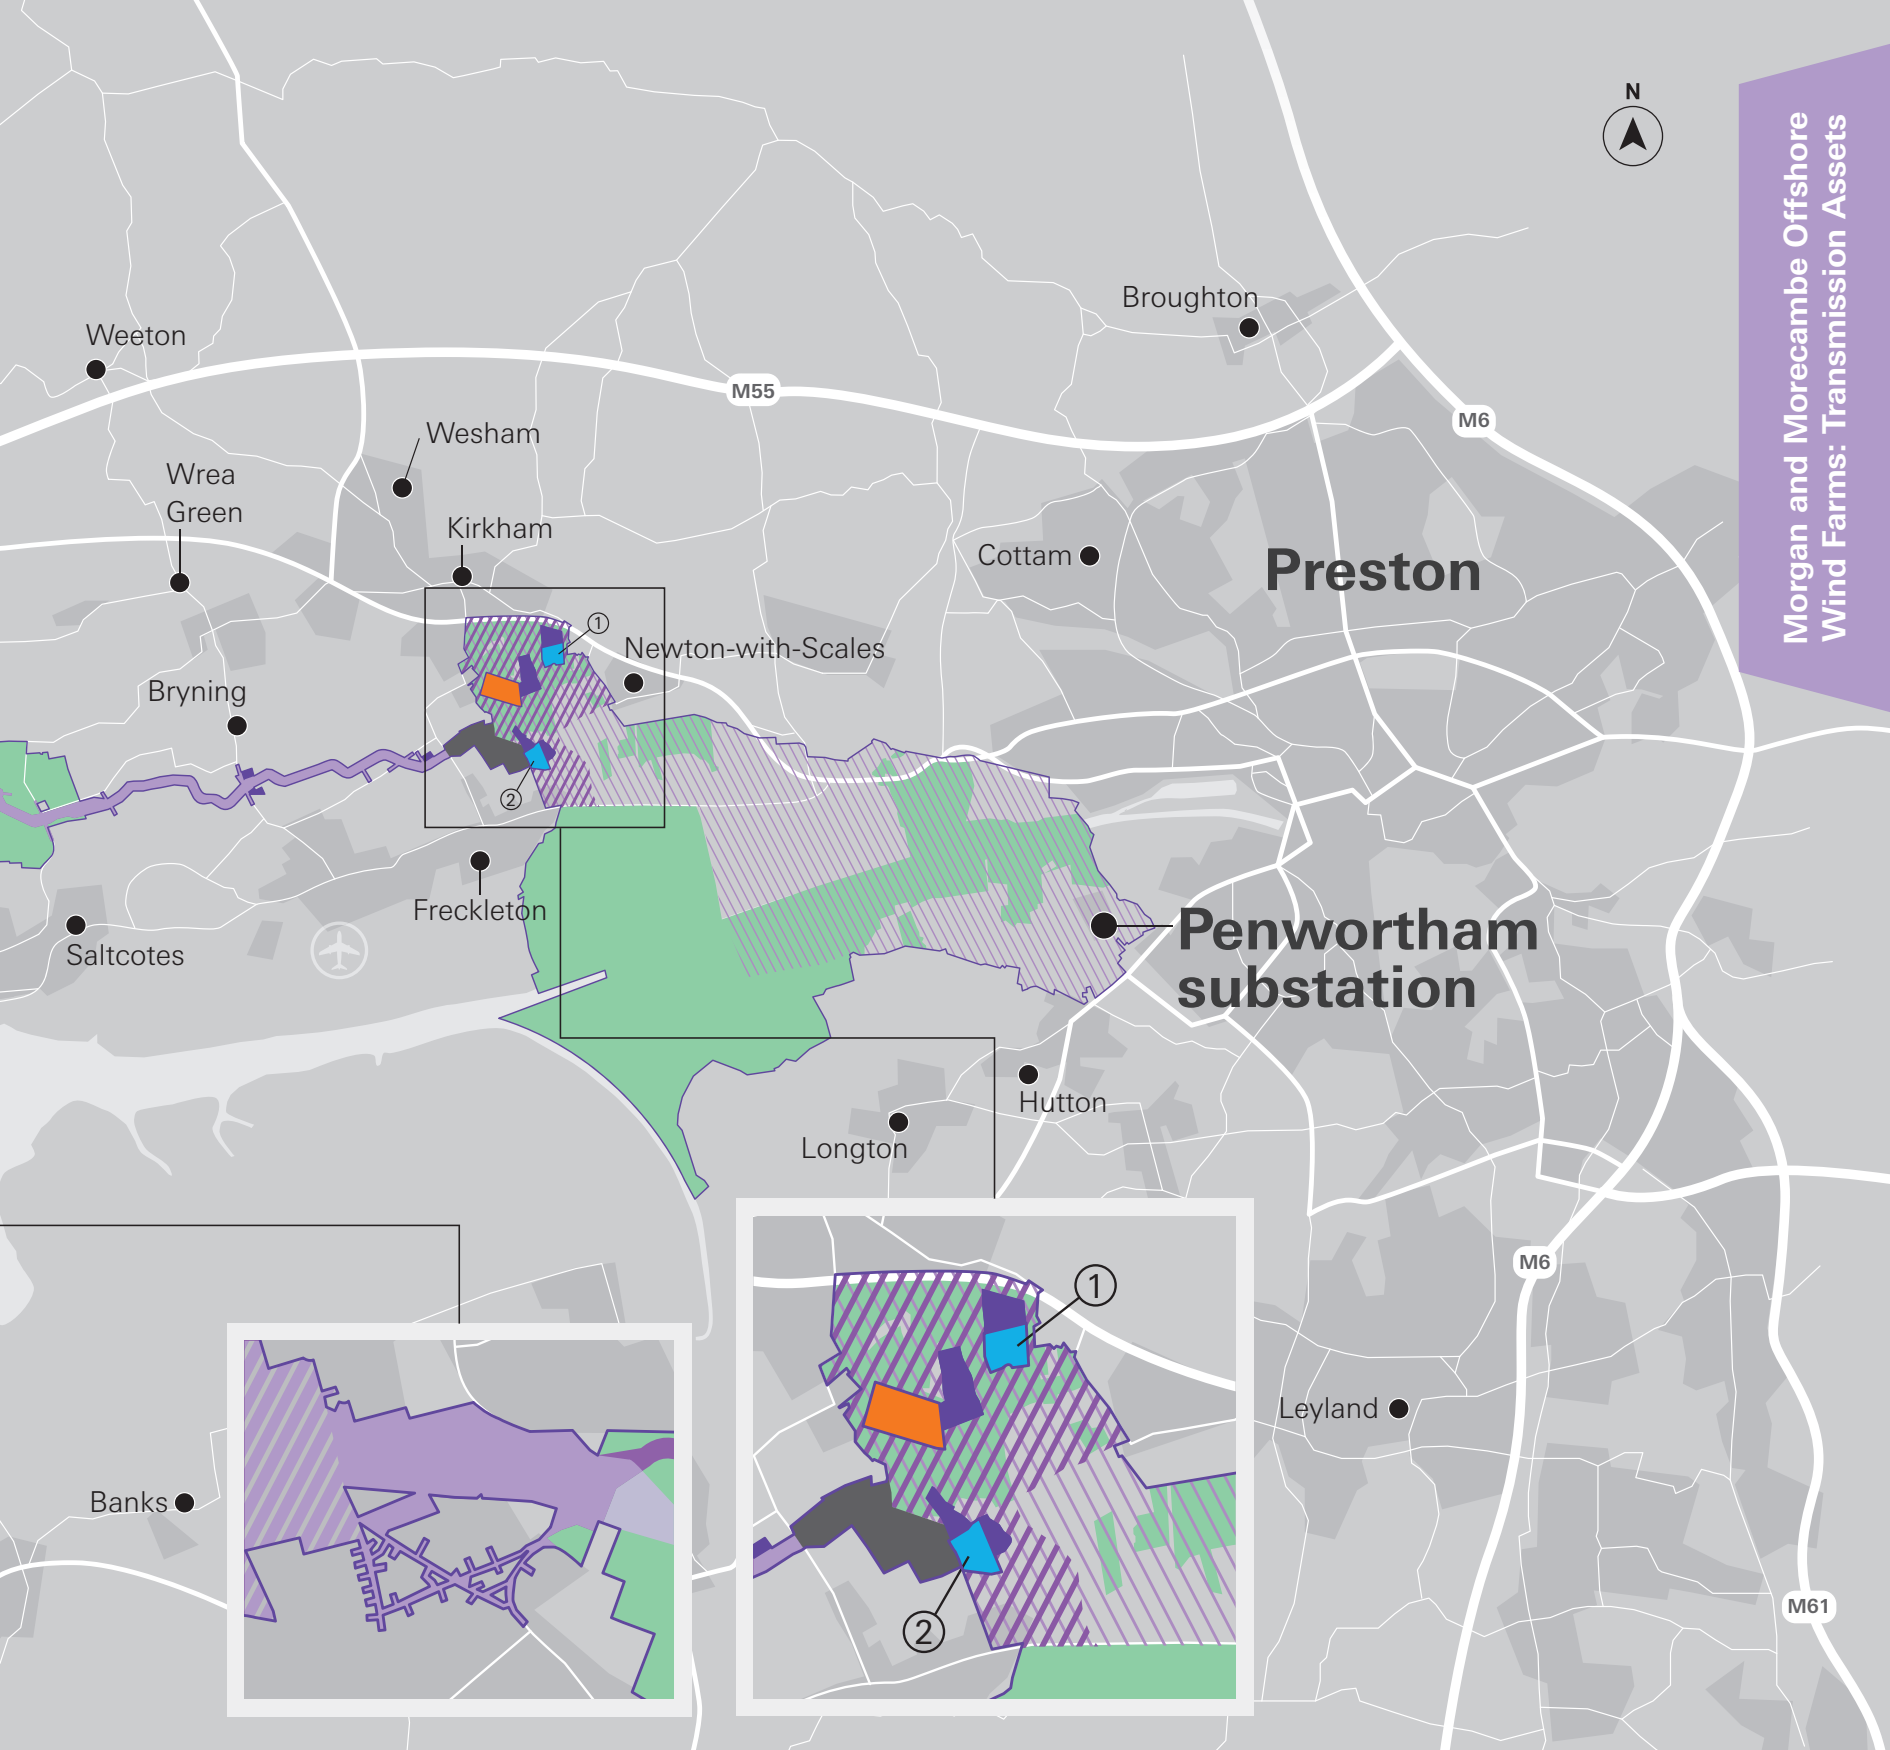 N
Morgan and Morecambe Offshore
Wind Farms: Transmission Assets
Broughton
Weeton
M55
M6
Wesham
Wrea
Green
Kirkham
Cottam
Preston
1
Newton-with-Scales
Bryning
2
Freckleton
Saltcotes
Penwortham
substation
Hutton
Longton
M6
1
Leyland
Banks
2
M61